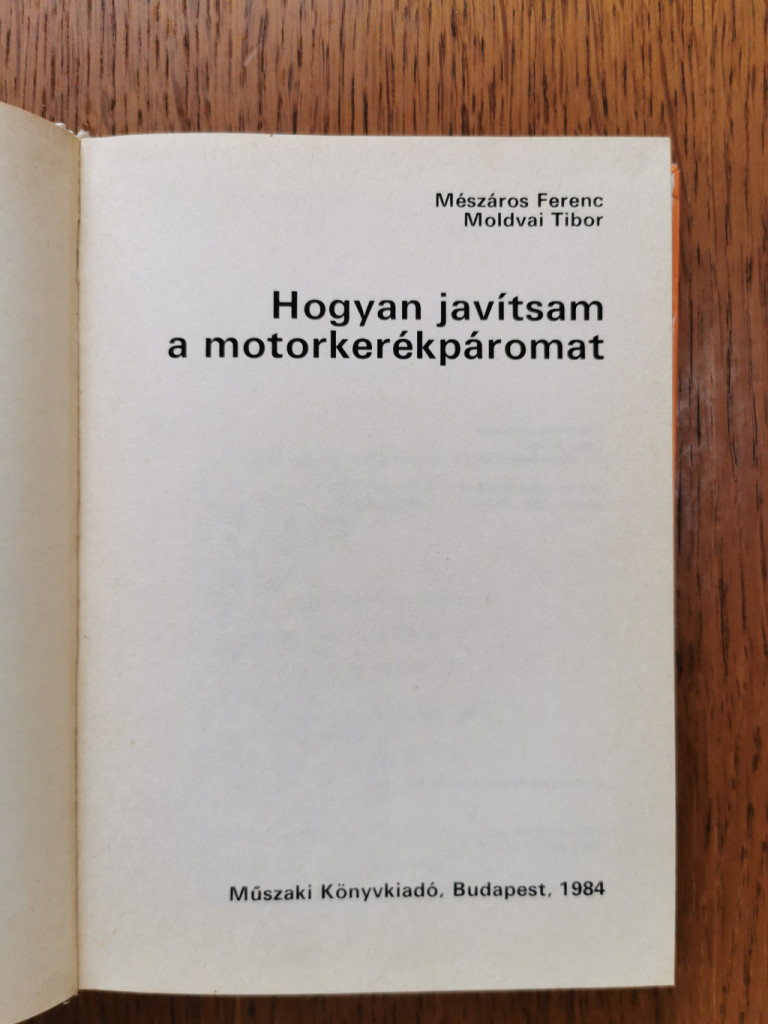 Mészáros Ferenc
Moldvai Tibor
Hogyan javítsam
a motorkerékpáromat
Műszaki Könyvkiadó, Budapest, 1984